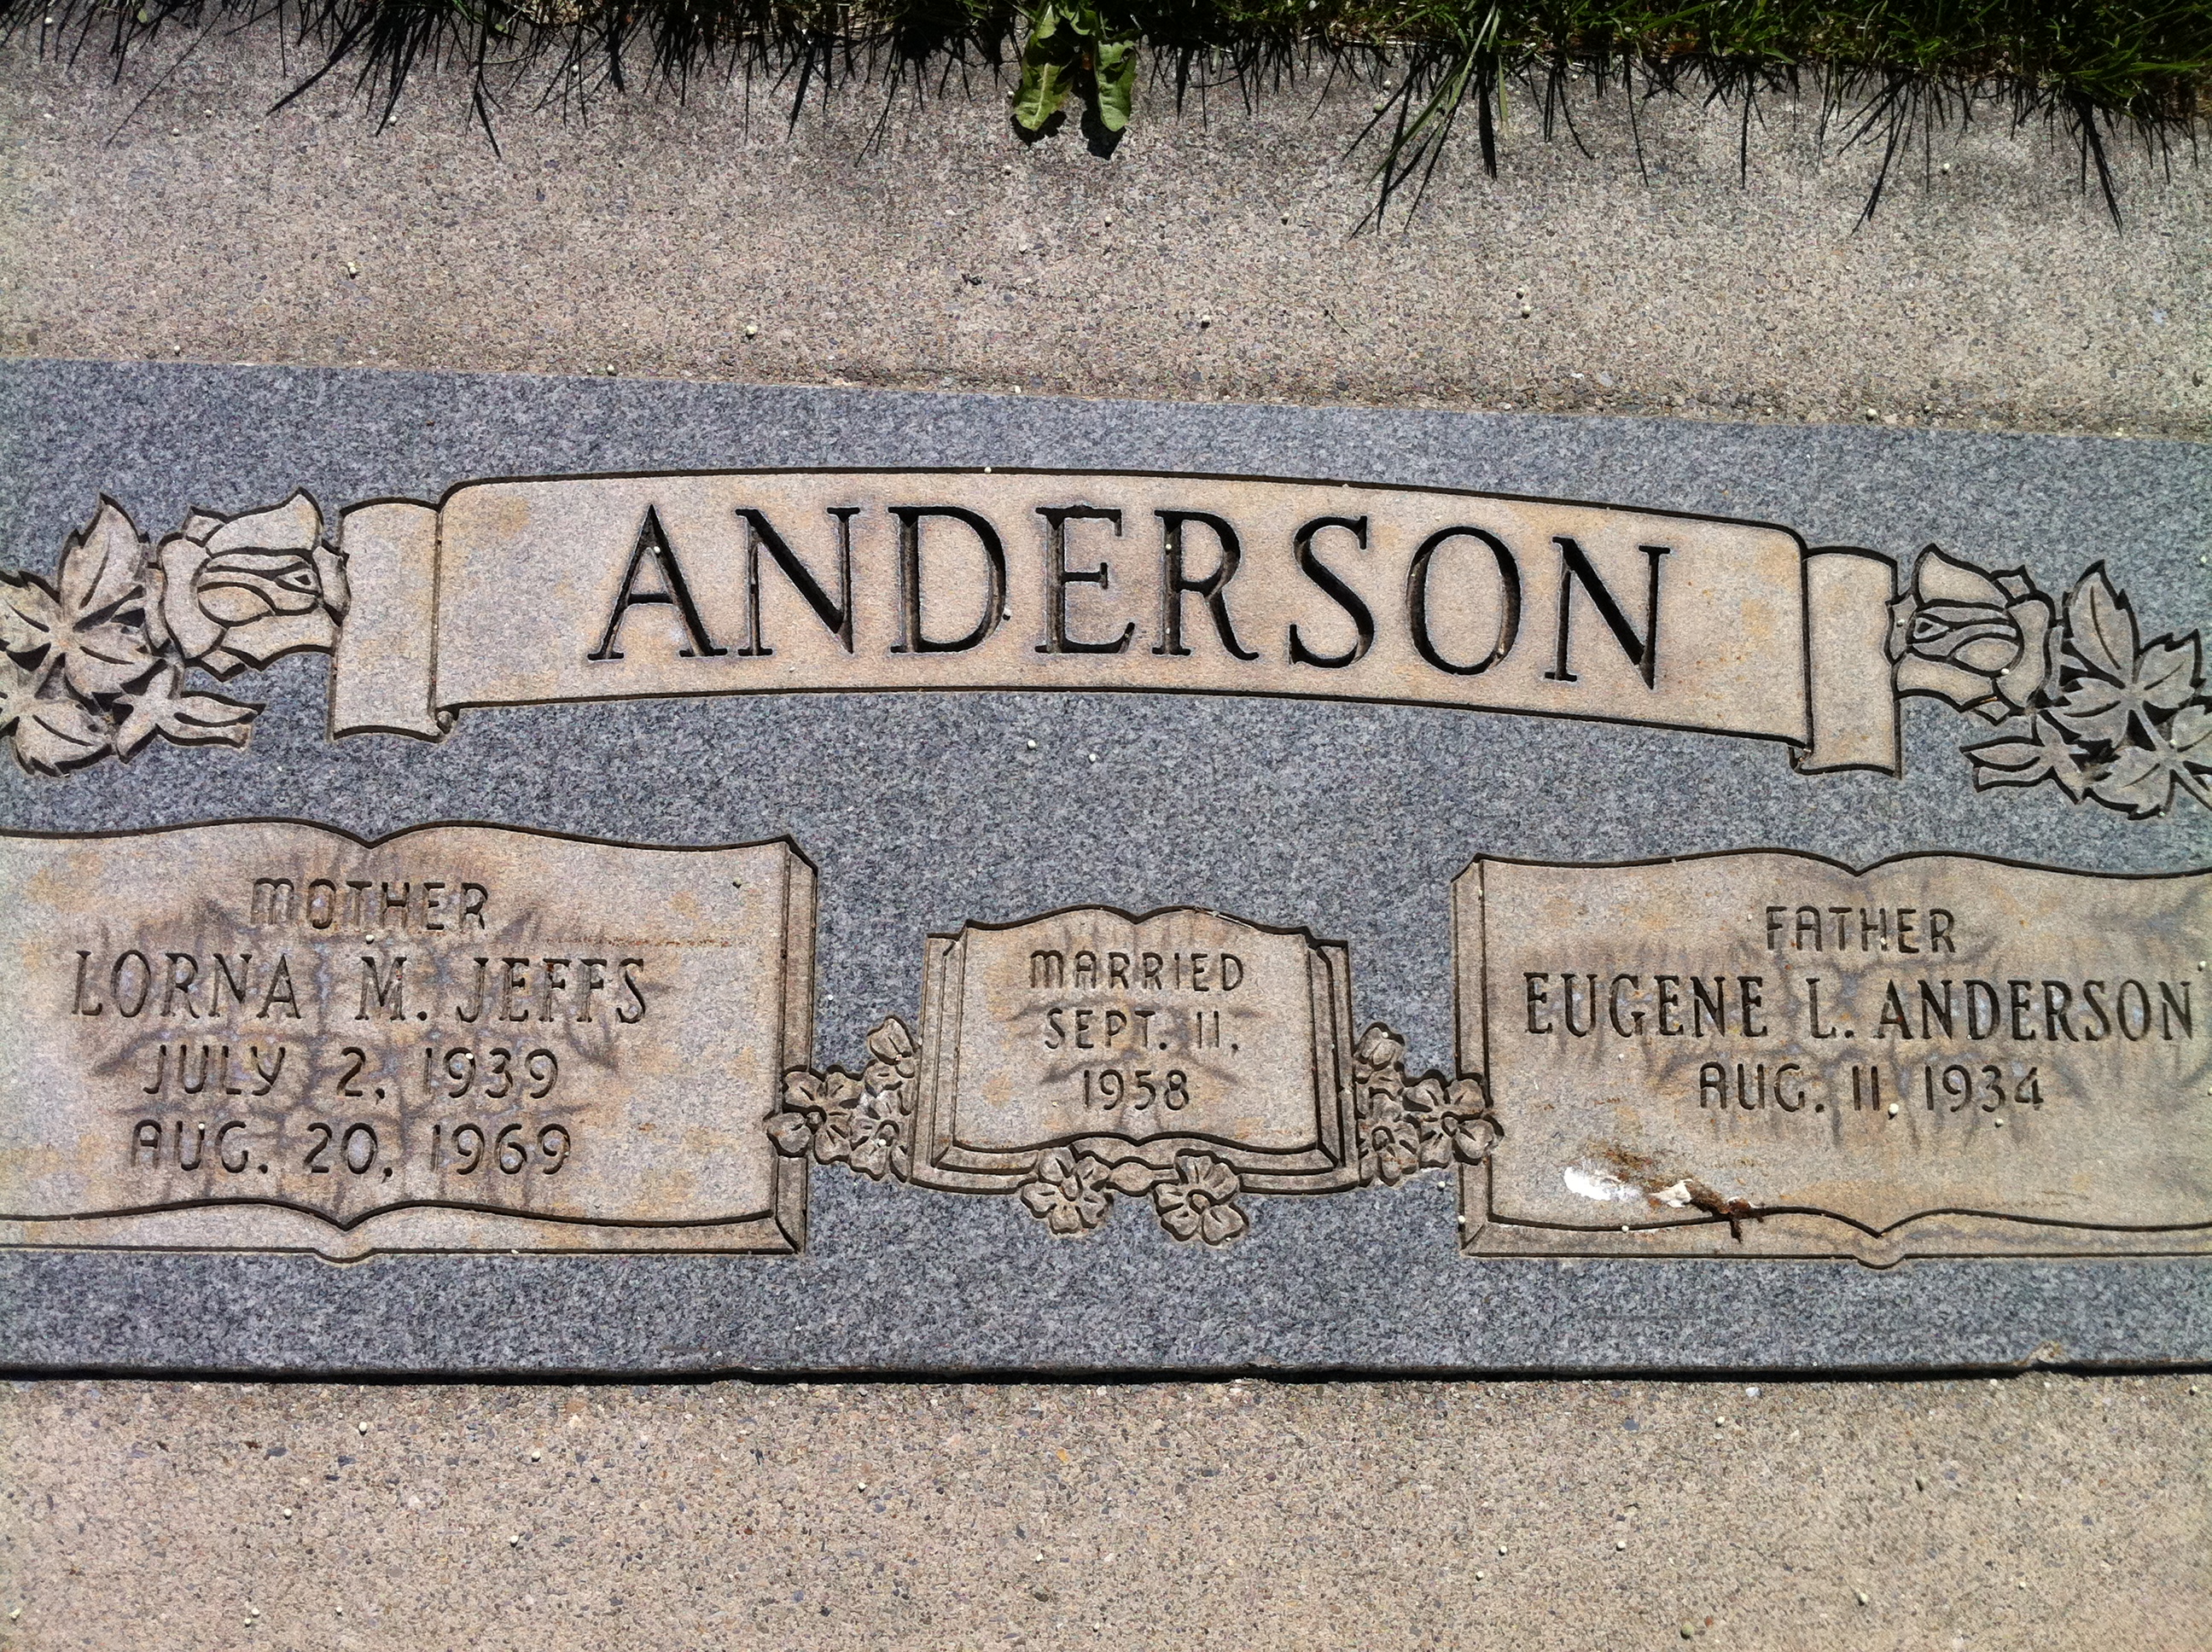 ANDERSON
MOTHER
LORNA M. JEFFS
JULY 2, 1939
AUG. 20, 1969
MARRIED
SEPT. 11,
1958
FATHER
EUGENE L. ANDERSON
AUG. 11, 1934